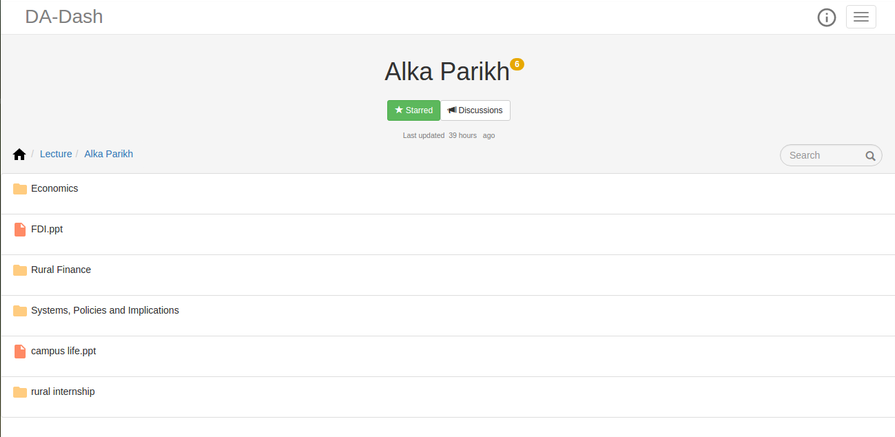 DA-Dash
Alka Parikh 6
Starred Discussions
Last updated 39 hours ago
/ Lecture / Alka Parikh
Search
Economics
FDI.ppt
Rural Finance
Systems, Policies and Implications
campus life.ppt
rural internship